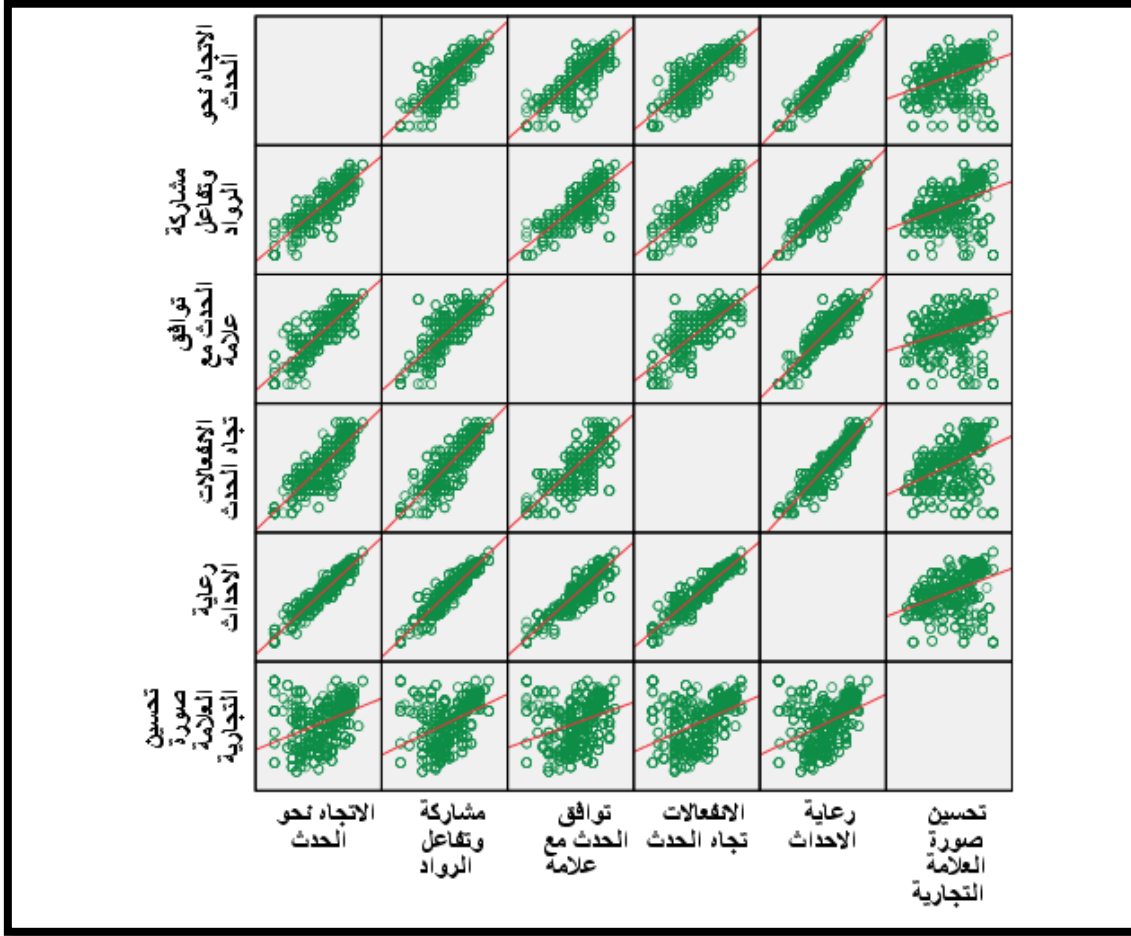 الاتجاه نحو
الحدث
مشاركة
وتفاعل
الرواد
توافق
الحدث مع
علامة
الانفعالات
تجاه الحدث
رعاية
الاحداث
تحسين
صورة
العلامة
التجارية
الاتجاه نحو
الحدث
مشاركة
وتفاعل
الرواد
توافق
الحدث مع
علامة
الانفعالات
تجاه الحدث
رعاية
الاحداث
تحسين
صورة
العلامة
التجارية